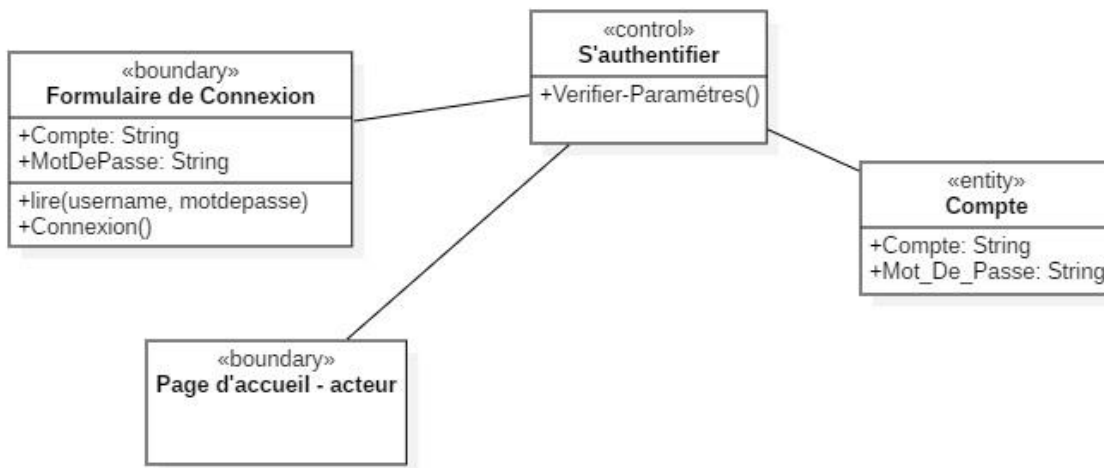 «boundary»
Formulaire de Connexion
+Compte: String
+MotDePasse: String
+lire(username, motdepasse)
+Connexion()
«control»
S'authentifier
+Verifier-Paramétres()
«entity»
Compte
+Compte: String
+Mot_De_Passe: String
«boundary»
Page d'accueil - acteur